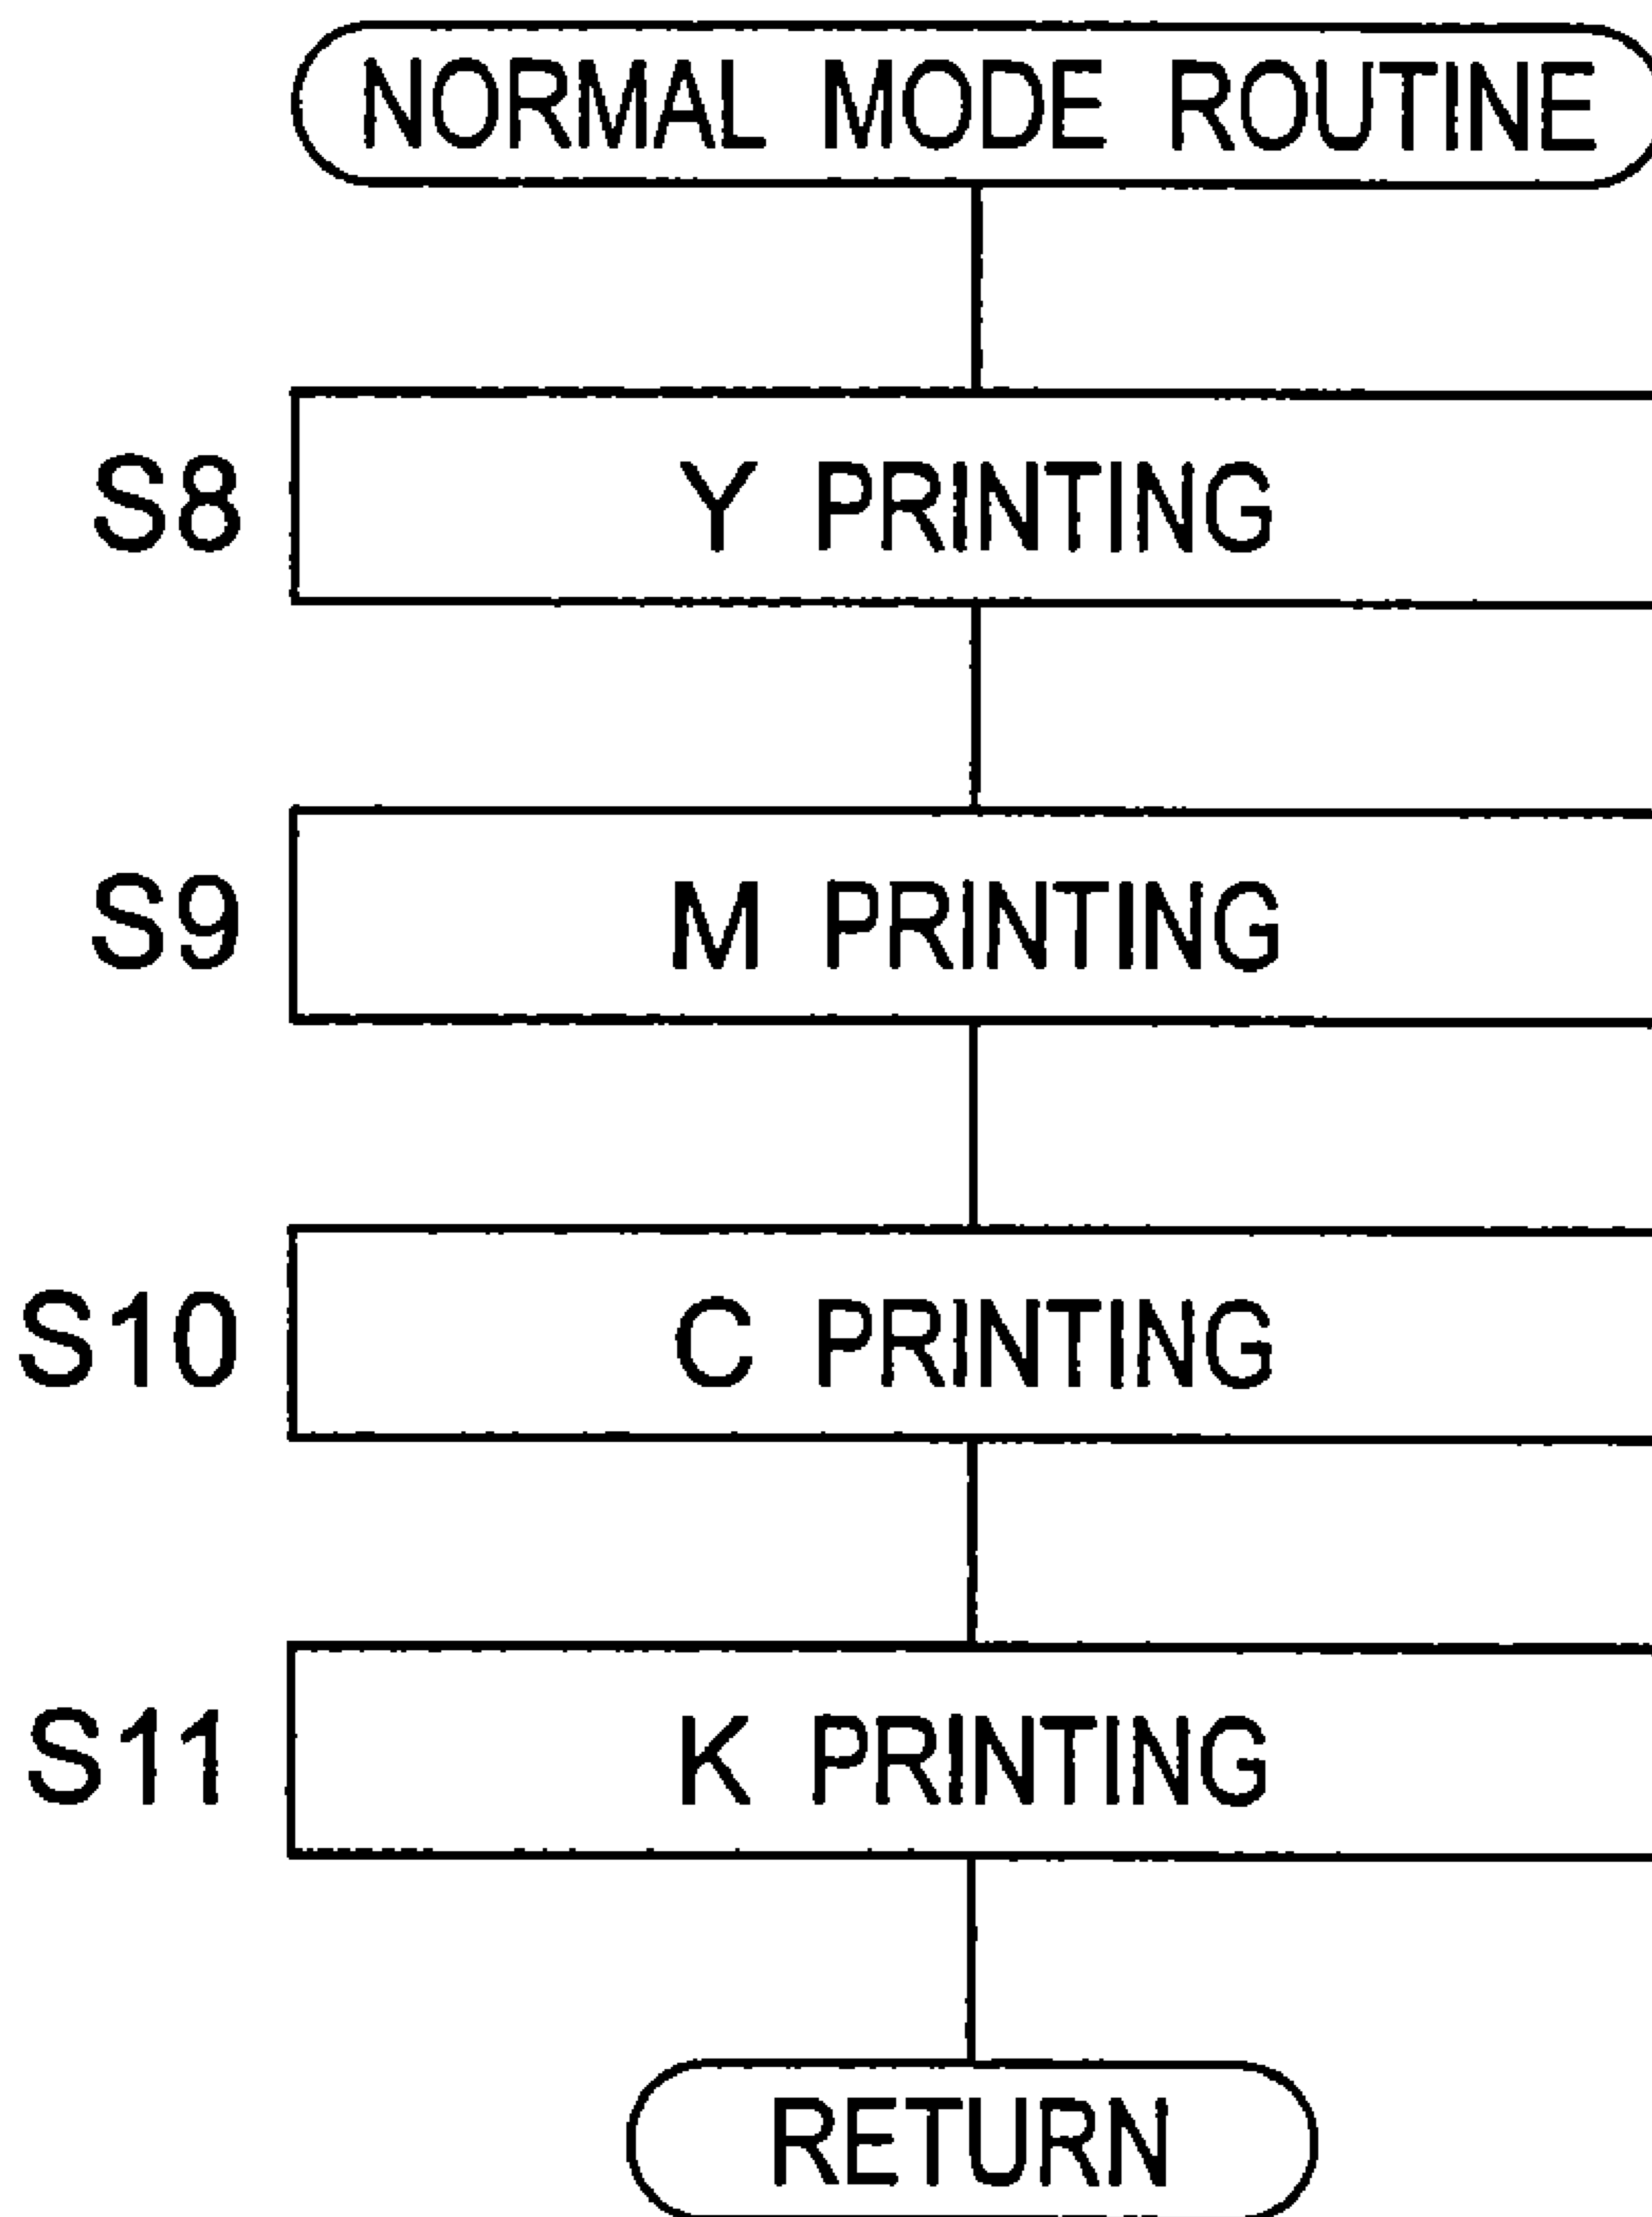 NORMAL MODE ROUTINE
S8 Y PRINTING
S9 M PRINTING
S10 C PRINTING
S11 K PRINTING
RETURN